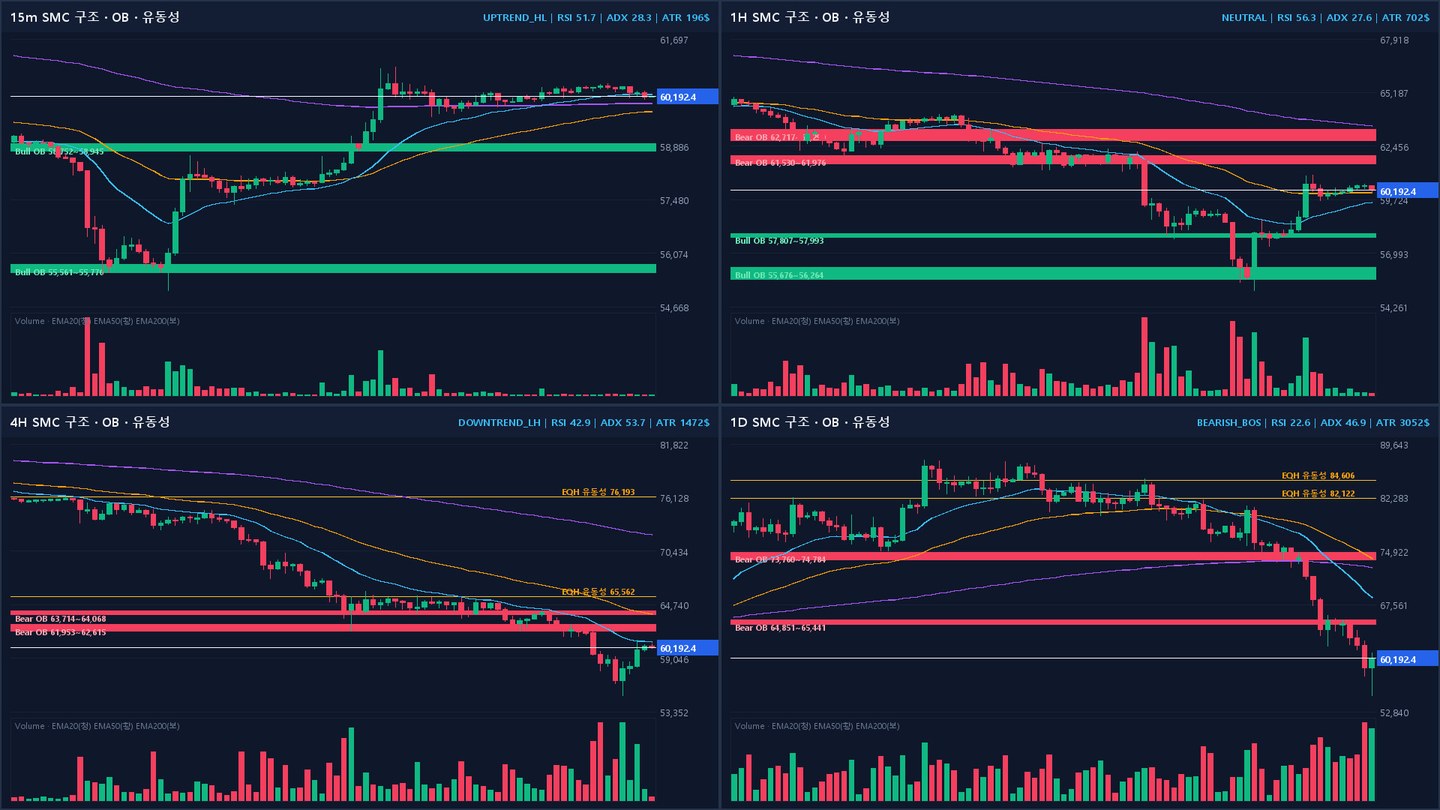 15m SMC 구조 · OB · 유동성
UPTREND_HL | RSI 51.7 | ADX 28.3 | ATR 196$
61,697
60,192.4
58,886
57,480
56,074
54,668
Bull OB 55,561~55,776
Volume · EMA20(청) EMA50(황) EMA200(보)
1H SMC 구조 · OB · 유동성
NEUTRAL | RSI 56.3 | ADX 27.6 | ATR 702$
67,918
65,187
62,456
60,192.4
59,724
56,993
54,261
Bear OB 61,530~61,976
Bull OB 57,807~57,993
Bull OB 55,676~56,264
Volume · EMA20(청) EMA50(황) EMA200(보)
4H SMC 구조 · OB · 유동성
DOWNTREND_LH | RSI 42.9 | ADX 53.7 | ATR 1472$
81,822
EQH 유동성 76,193
76,128
70,434
EQH 유동성 65,562
64,740
Bear OB 63,714~64,068
Bear OB 61,953~62,615
60,192.4
59,046
53,352
Volume · EMA20(청) EMA50(황) EMA200(보)
1D SMC 구조 · OB · 유동성
BEARISH_BOS | RSI 22.6 | ADX 46.9 | ATR 3052$
89,643
EQH 유동성 84,606
EQH 유동성 82,122
82,283
74,922
Bear OB 73,760~74,784
67,561
Bear OB 64,851~65,441
60,192.4
52,840
Volume · EMA20(청) EMA50(황) EMA200(보)